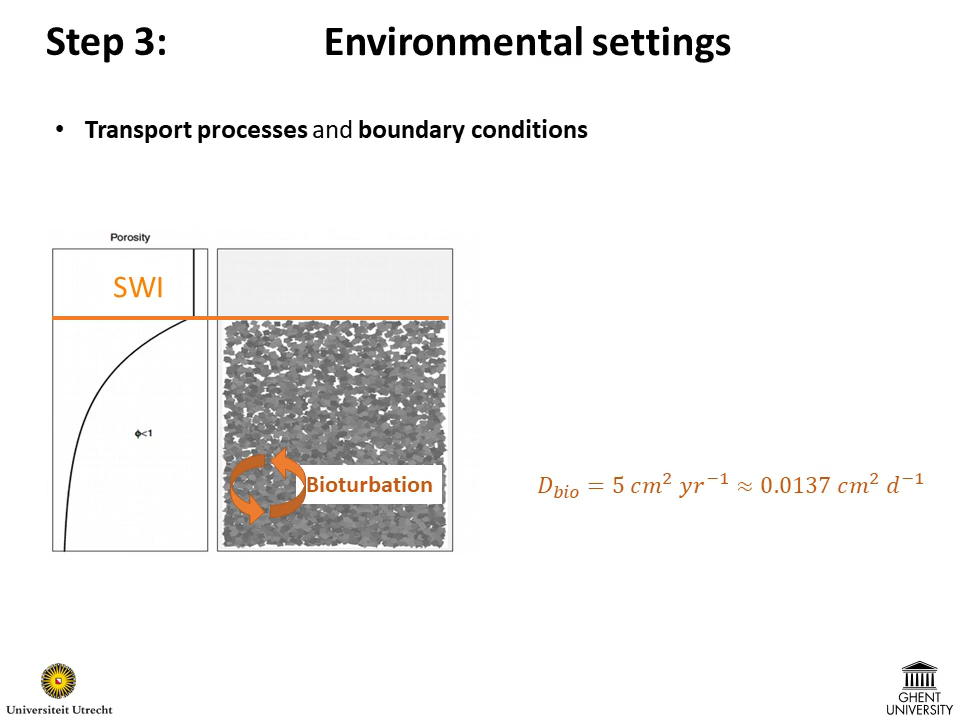 Step 3: Environmental settings
• Transport processes and boundary conditions
Porosity
SWI
ϕ<1
Bioturbation
D_bio = 5 cm² yr⁻¹ ≈ 0.0137 cm² d⁻¹
Universiteit Utrecht
GHENT
UNIVERSITY